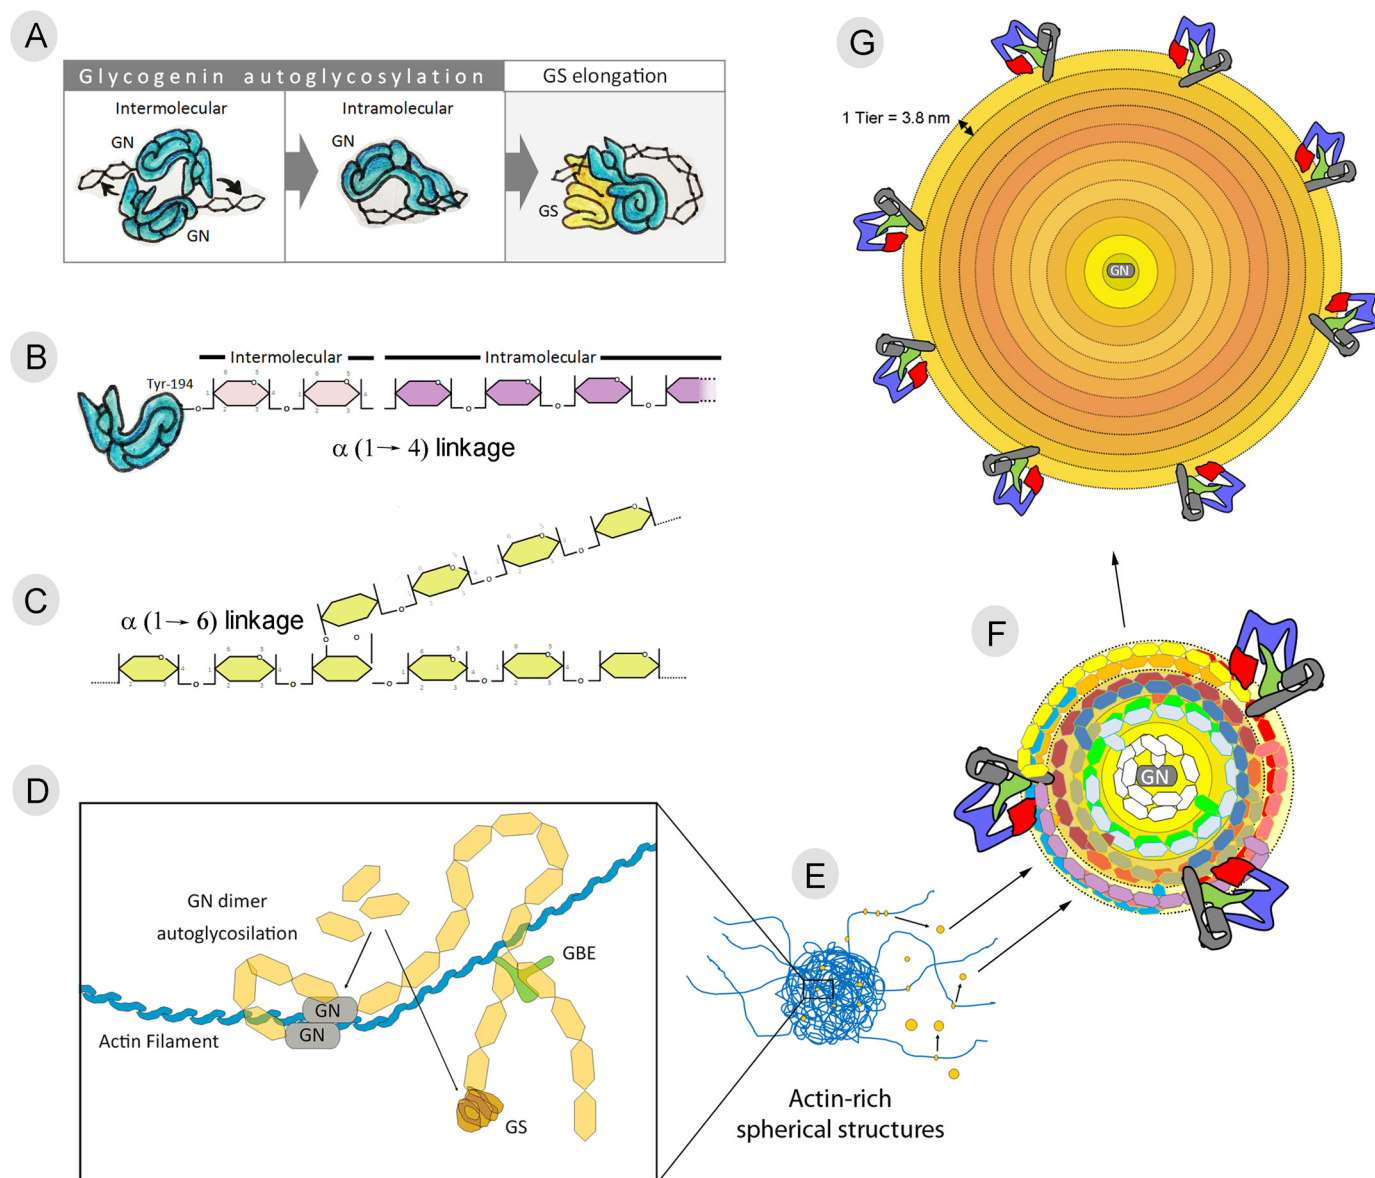 A
Glycogenin autoglycosylation
GS elongation
Intermolecular
Intramolecular
GN
GN
GN
GS
B
Intermolecular
Intramolecular
Tyr-194
α (1→ 4) linkage
C
α (1→ 6) linkage
D
GN dimer
autoglycosilation
GBE
GN
GN
Actin Filament
GS
E
Actin-rich
spherical structures
F
GN
G
1 Tier = 3.8 nm
GN